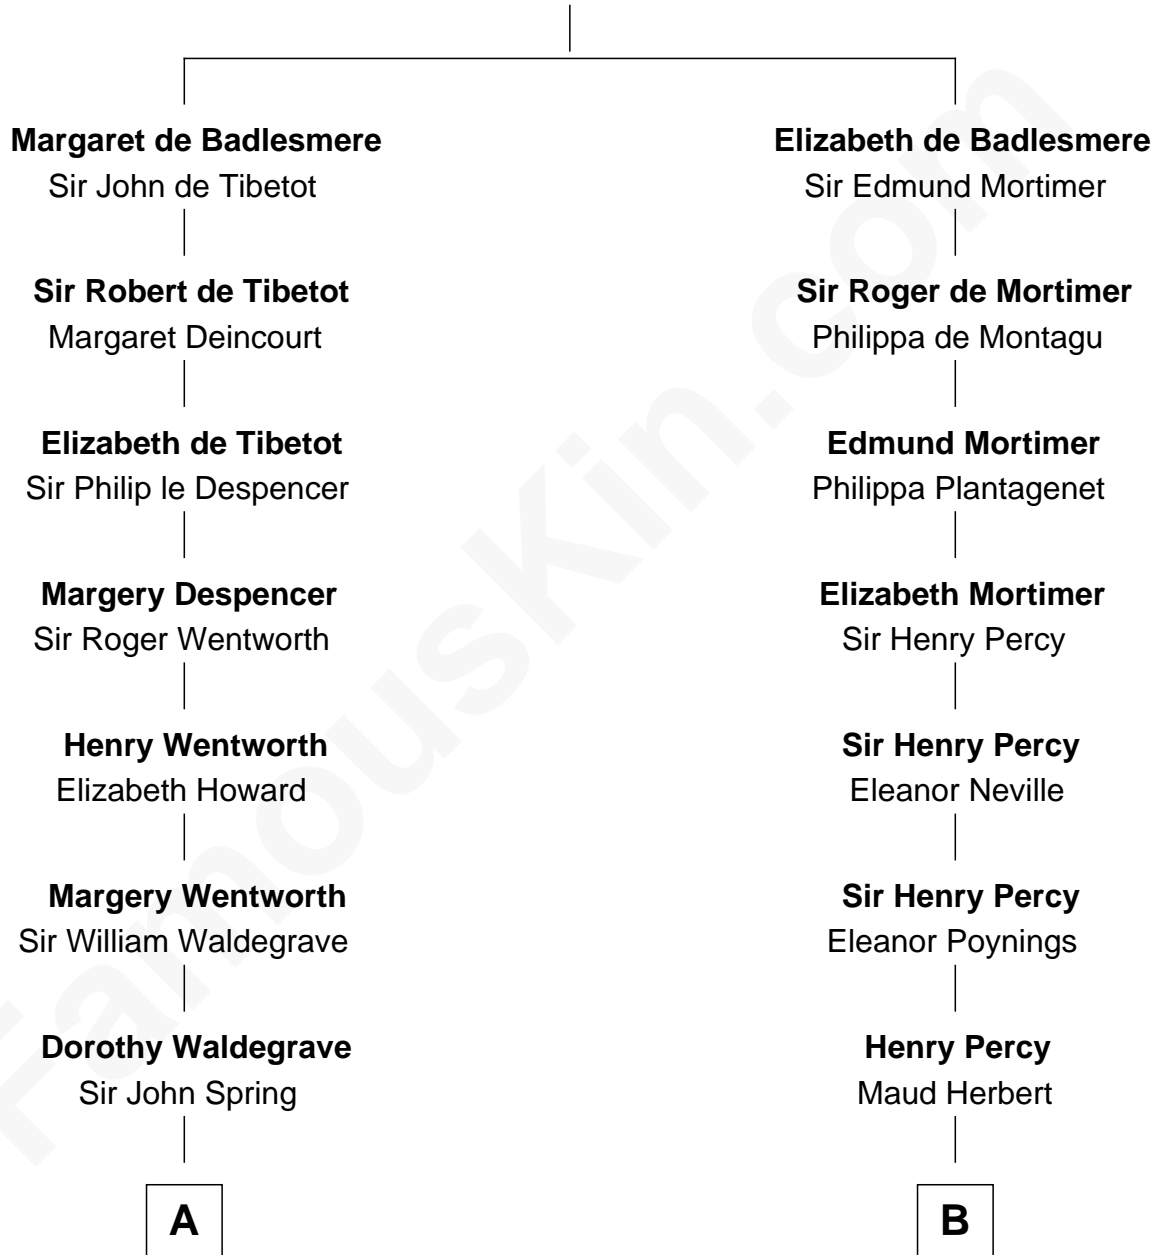 Margaret de Badlesmere
Sir John de Tibetot
Sir Robert de Tibetot
Margaret Deincourt
Elizabeth de Tibetot
Sir Philip le Despencer
Margery Despencer
Sir Roger Wentworth
Henry Wentworth
Elizabeth Howard
Margery Wentworth
Sir William Waldegrave
Dorothy Waldegrave
Sir John Spring
A
Elizabeth de Badlesmere
Sir Edmund Mortimer
Sir Roger de Mortimer
Philippa de Montagu
Edmund Mortimer
Philippa Plantagenet
Elizabeth Mortimer
Sir Henry Percy
Sir Henry Percy
Eleanor Neville
Sir Henry Percy
Eleanor Poynings
Henry Percy
Maud Herbert
B
FamousKin.com